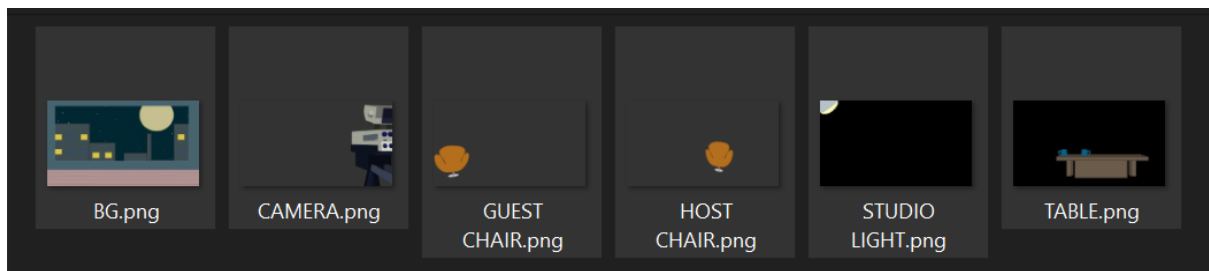 BG.png
CAMERA.png
GUEST
CHAIR.png
HOST
CHAIR.png
STUDIO
LIGHT.png
TABLE.png